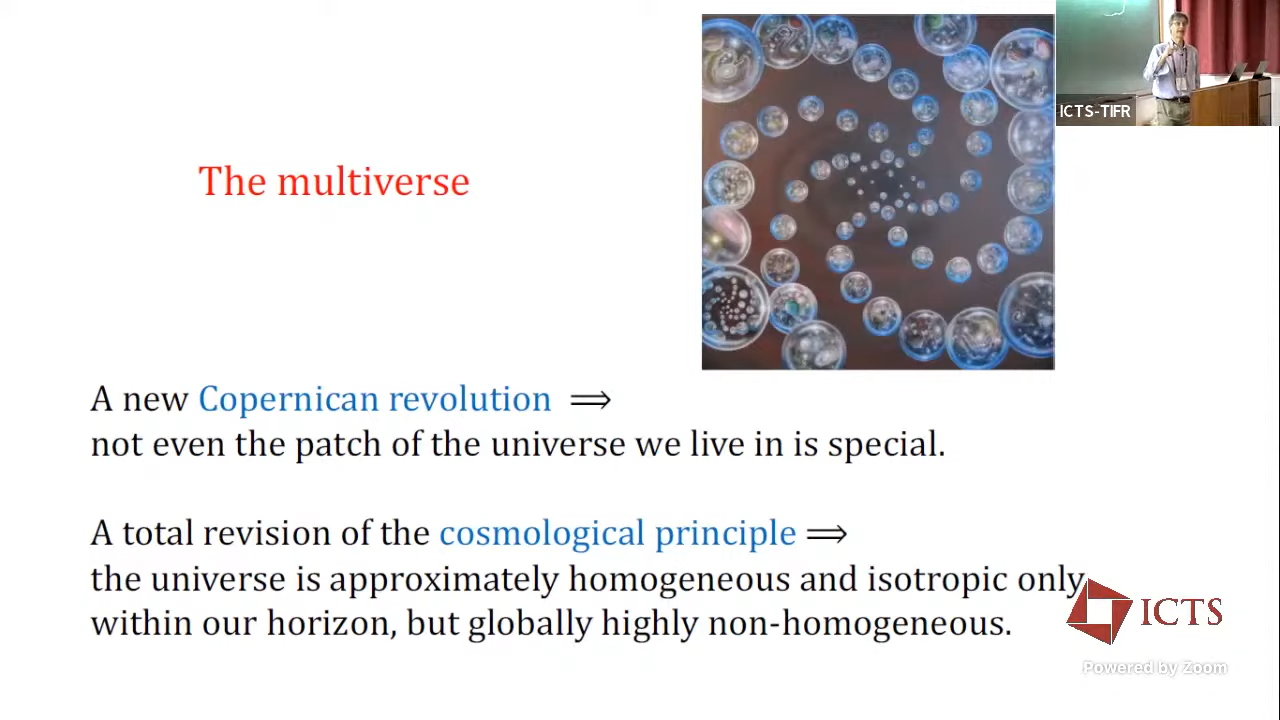 ICTS-TIFR
The multiverse
A new Copernican revolution ⟹
not even the patch of the universe we live in is special.
A total revision of the cosmological principle ⟹
the universe is approximately homogeneous and isotropic only
within our horizon, but globally highly non-homogeneous.
ICTS
Powered by Zoom